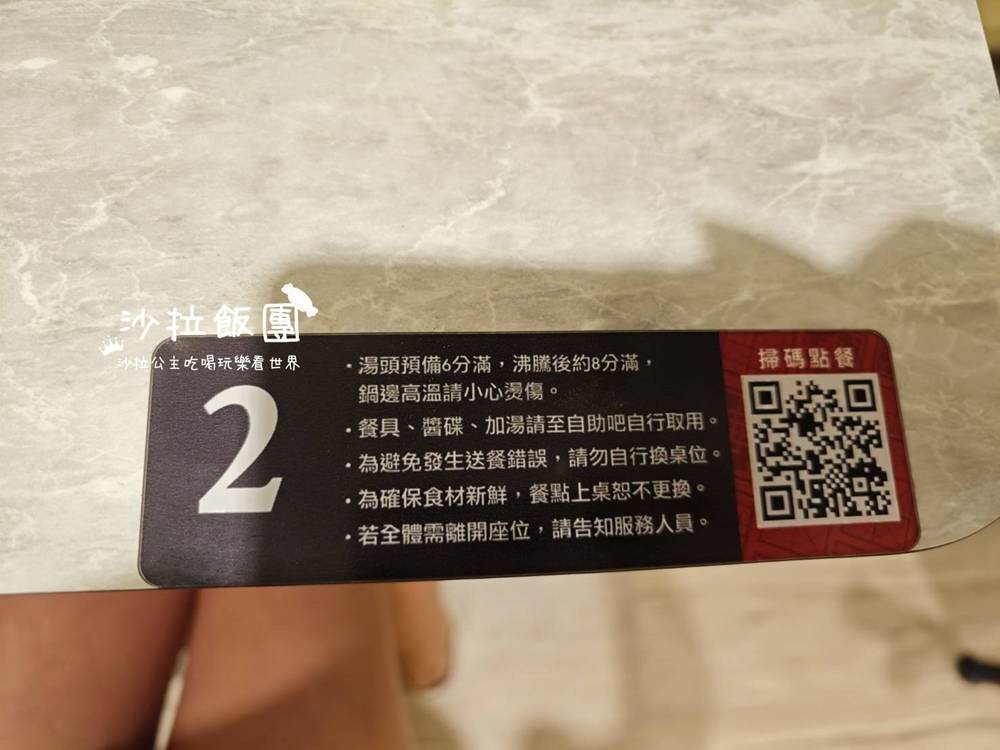 沙拉飯團
沙拉公主吃喝玩樂看世界
2
・湯頭預備6分滿，沸騰後約8分滿，
鍋邊高溫請小心燙傷。
・餐具、醬碟、加湯請至自助吧自行取用。
・為避免發生送餐錯誤，請勿自行換桌位。
・為確保食材新鮮，餐點上桌恕不更換。
・若全體需離開座位，請告知服務人員。
掃碼點餐